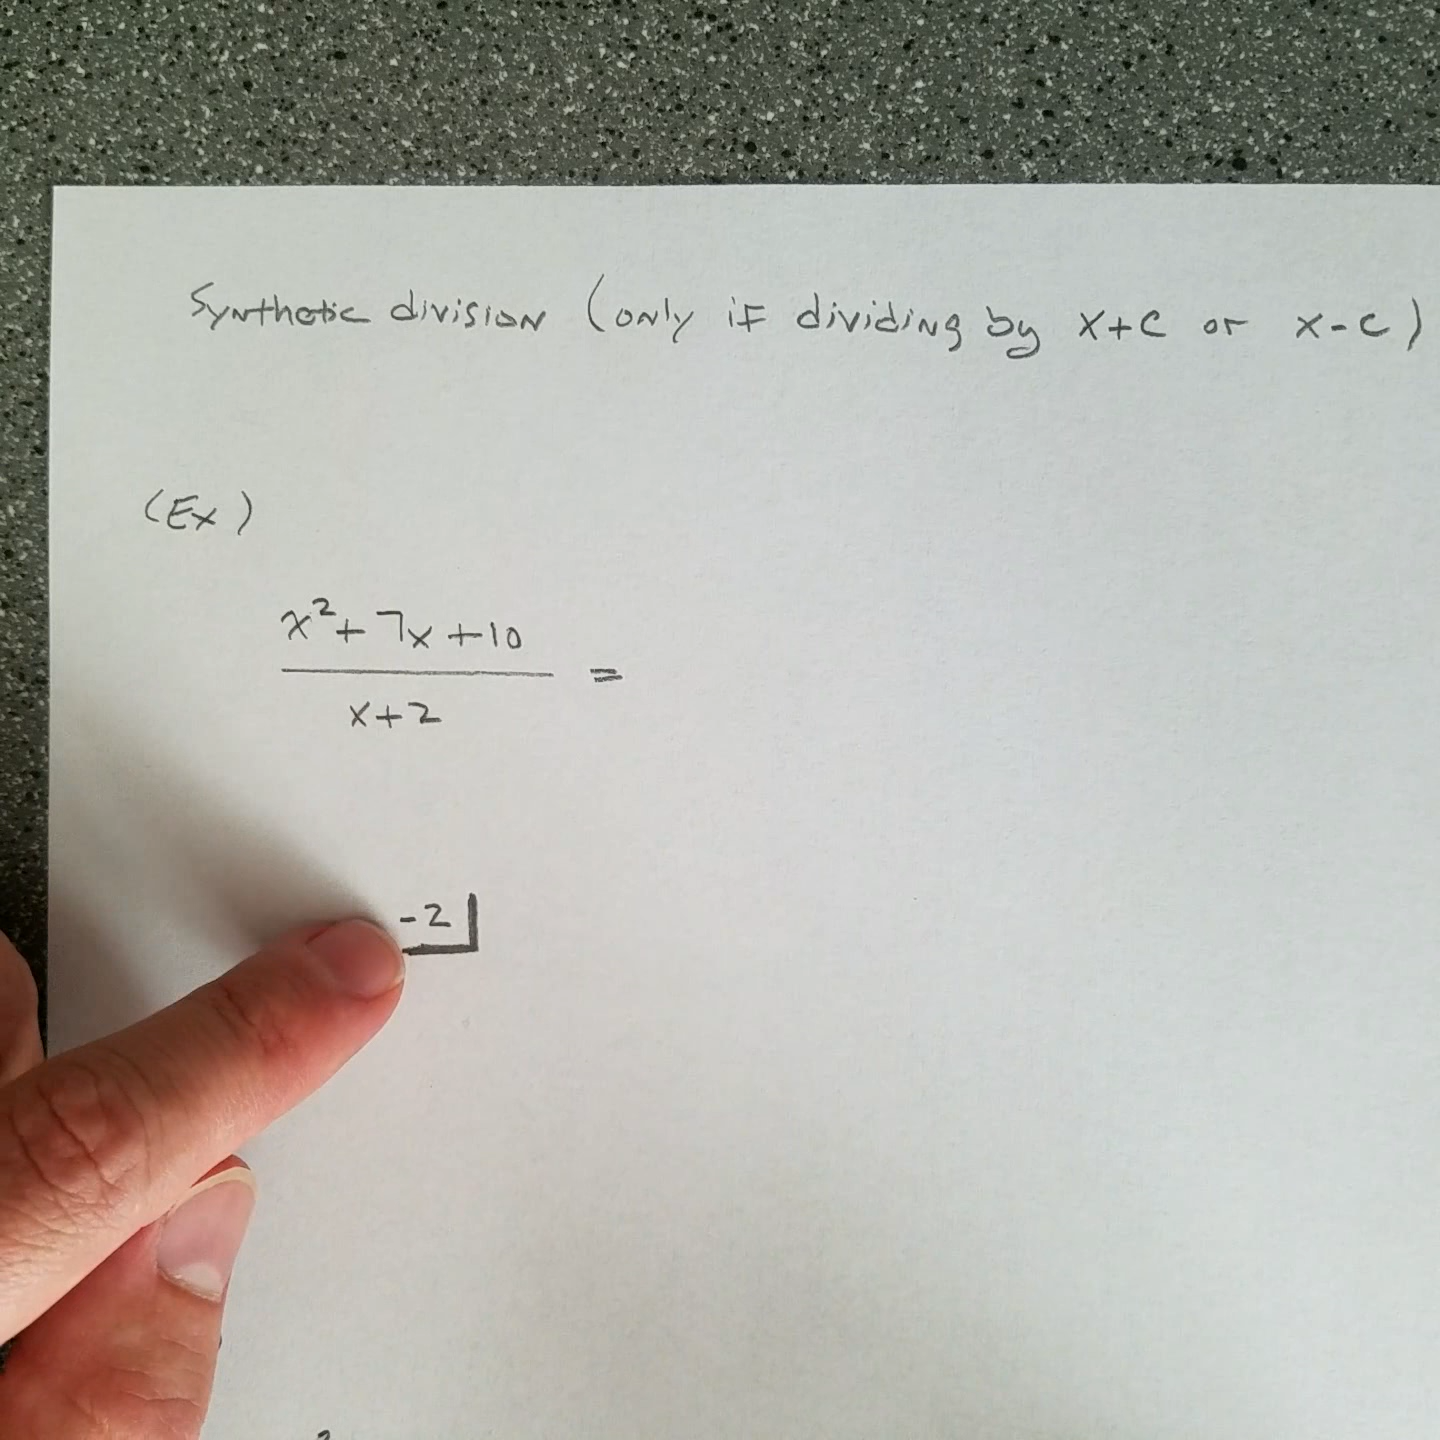 Synthetic division (only if dividing by x+c or x-c)
(Ex)
x²+7x+10
x+2
=
-2